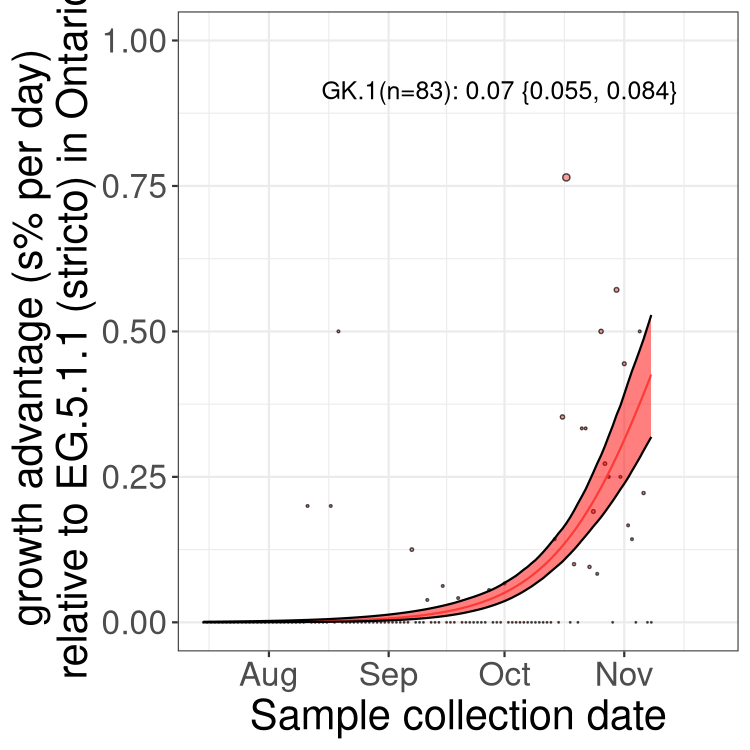 growth advantage (s% per day)
relative to EG.5.1.1 (stricto) in Ontario
1.00
0.75
0.50
0.25
0.00
GK.1(n=83): 0.07 {0.055, 0.084}
Aug Sep Oct Nov
Sample collection date